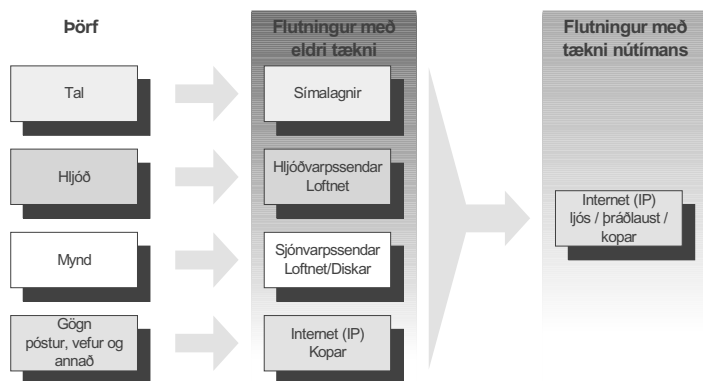 Þörf
Flutningur með
eldri tækni
Flutningur með
tækni nútímans
Tal
Símalagnir
Hljóð
Hljóðvarpssendar
Loftnet
Internet (IP)
ljós / þráðlaust /
kopar
Mynd
Sjónvarpssendar
Loftnet/Diskar
Gögn
póstur, vefur og
annað
Internet (IP)
Kopar